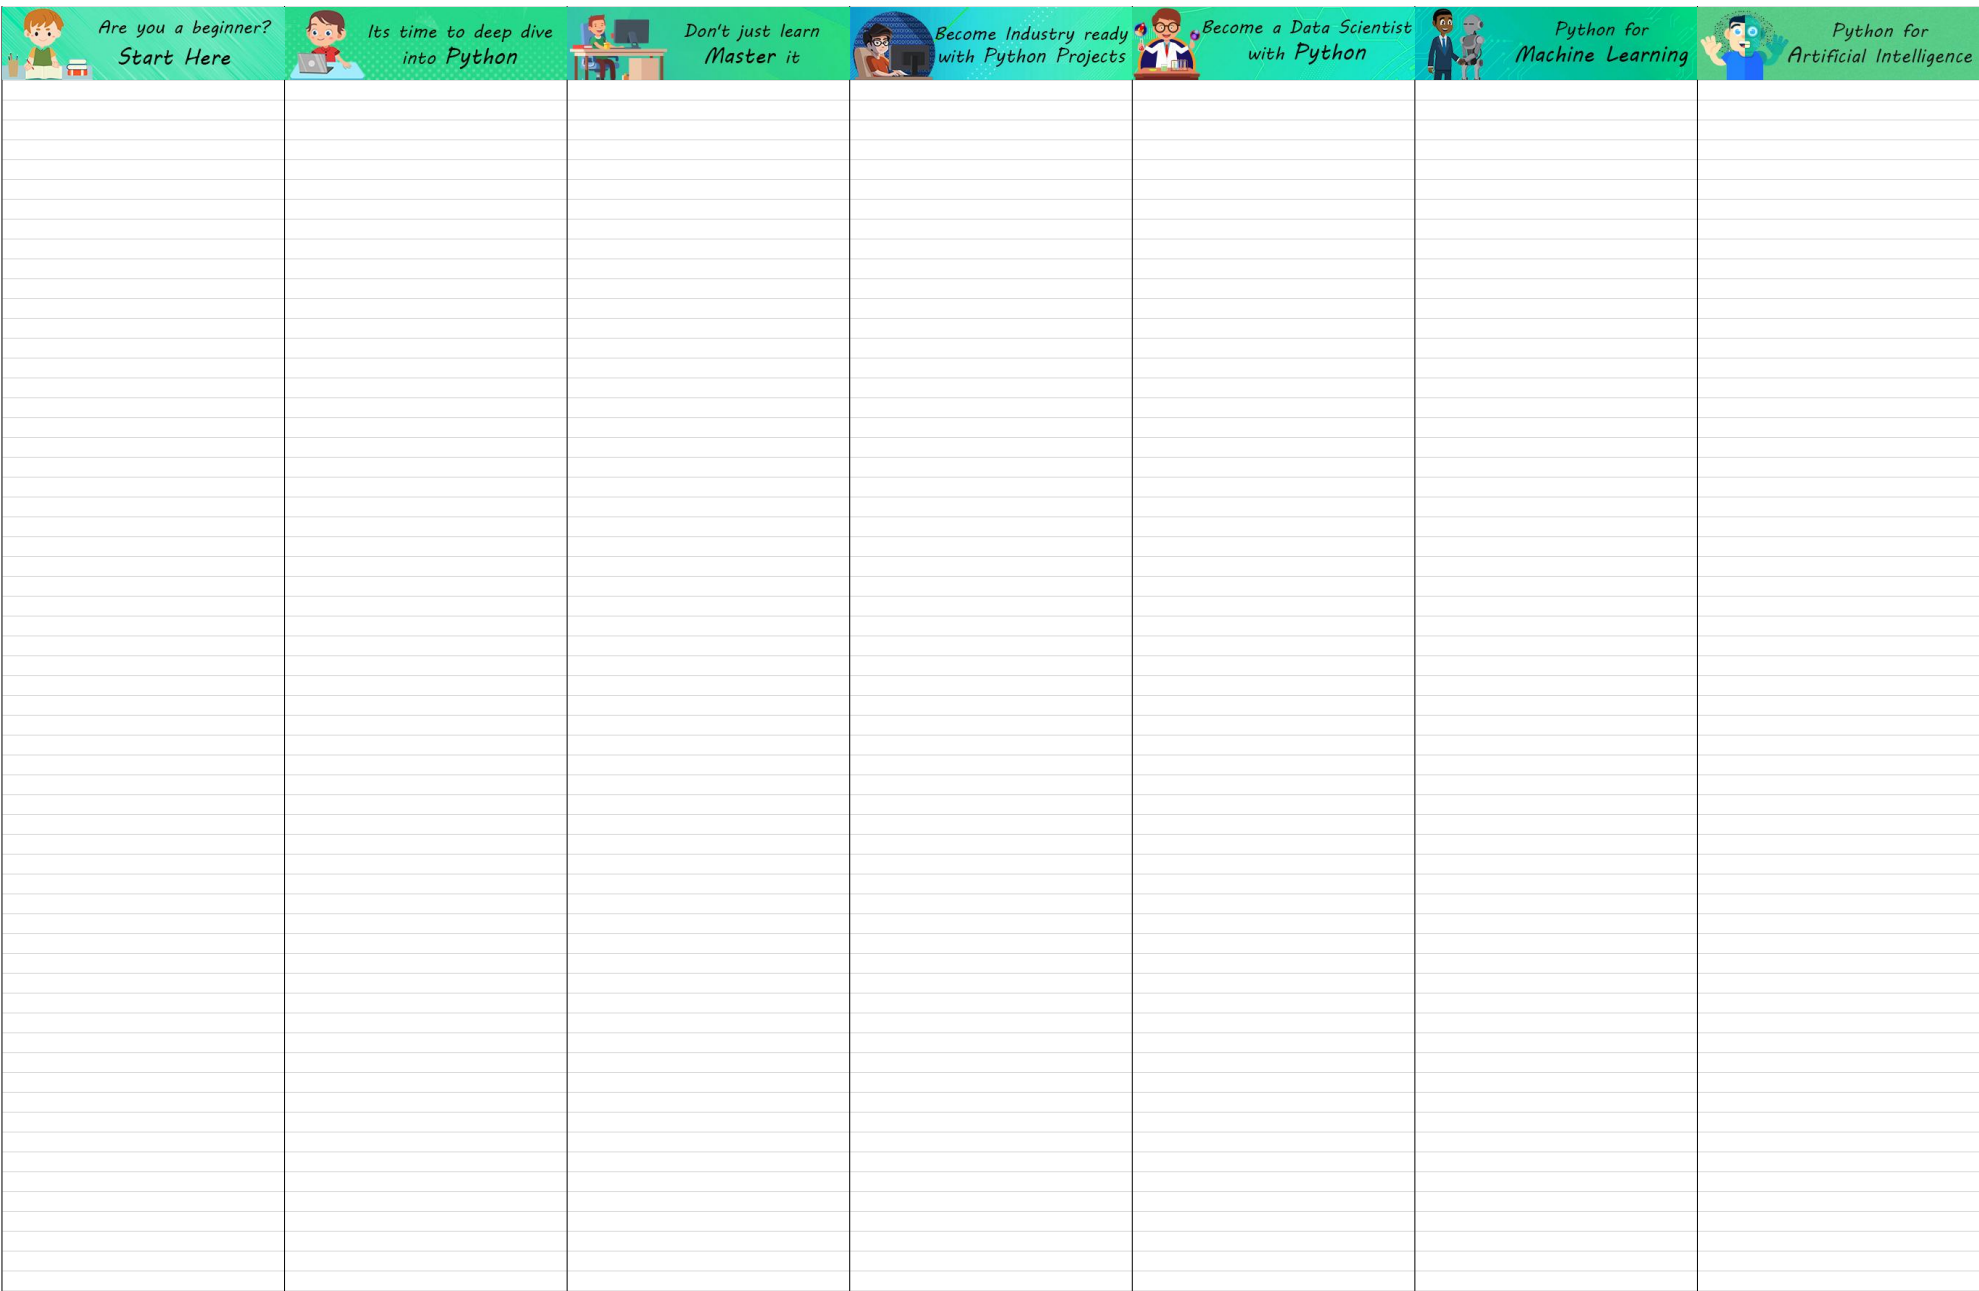 Are you a beginner?
Start Here
Its time to deep dive
into Python
Don't just learn
Master it
Become Industry ready
with Python Projects
Become a Data Scientist
with Python
Python for
Machine Learning
Python for
Artificial Intelligence